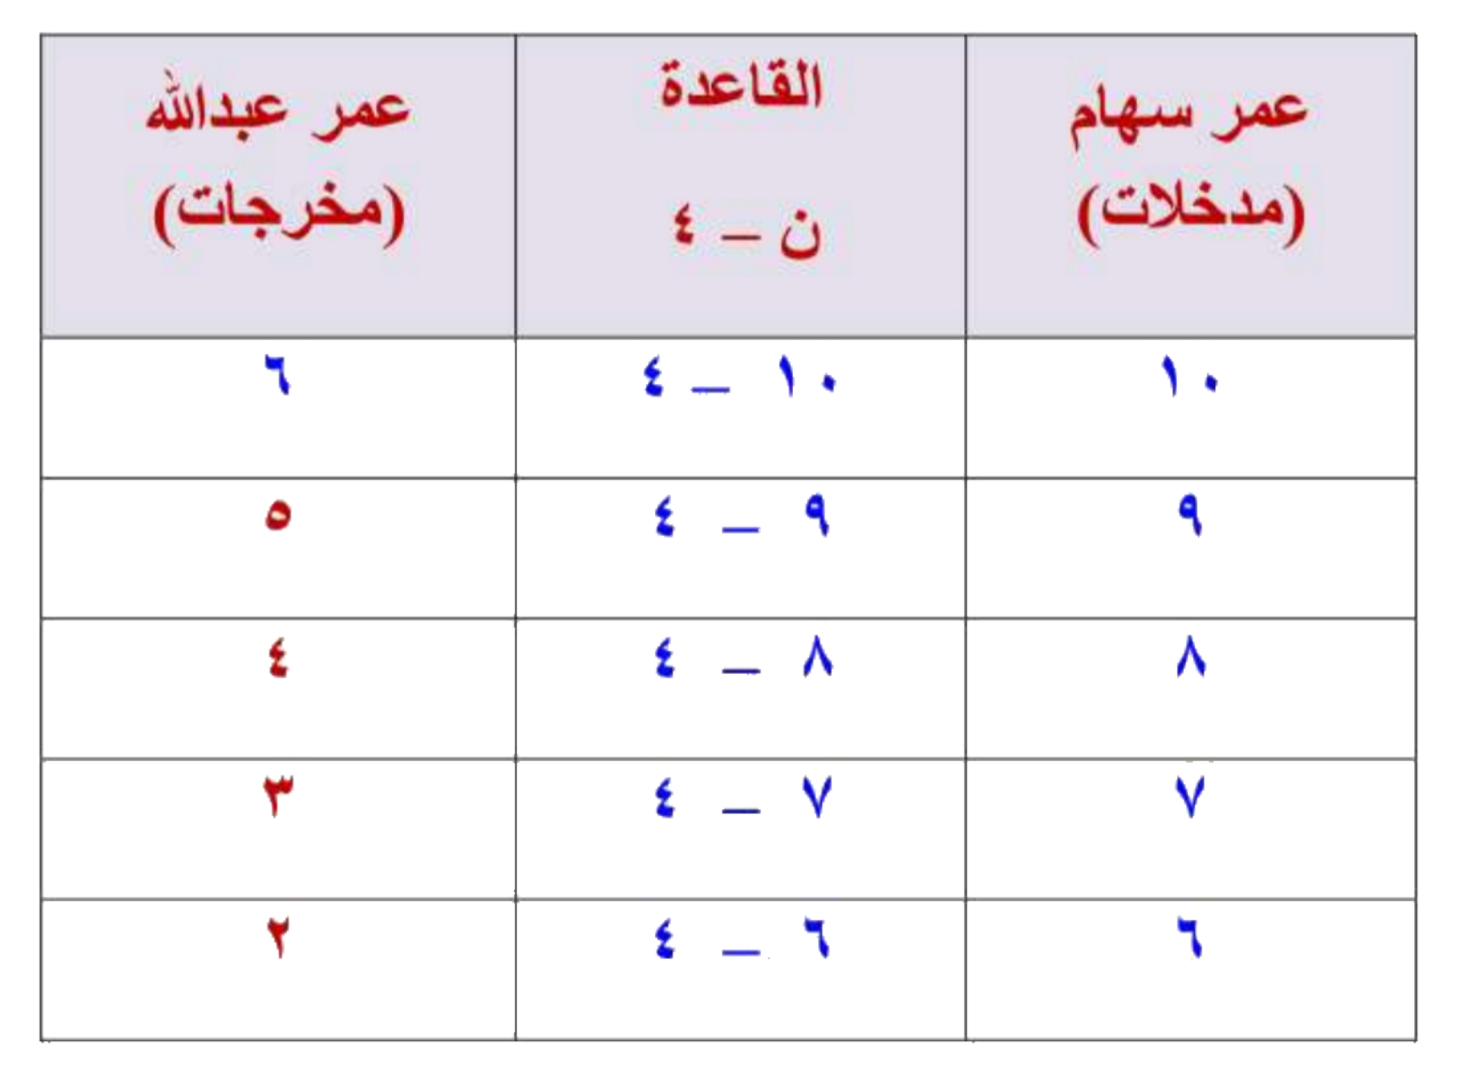 عمر سهام
(مدخلات)
القاعدة
ن – ٤
عمر عبدالله
(مخرجات)
١٠
١٠ – ٤
٦
٩
٩ – ٤
٥
٨
٨ – ٤
٤
٧
٧ – ٤
٣
٦
٦ – ٤
٢